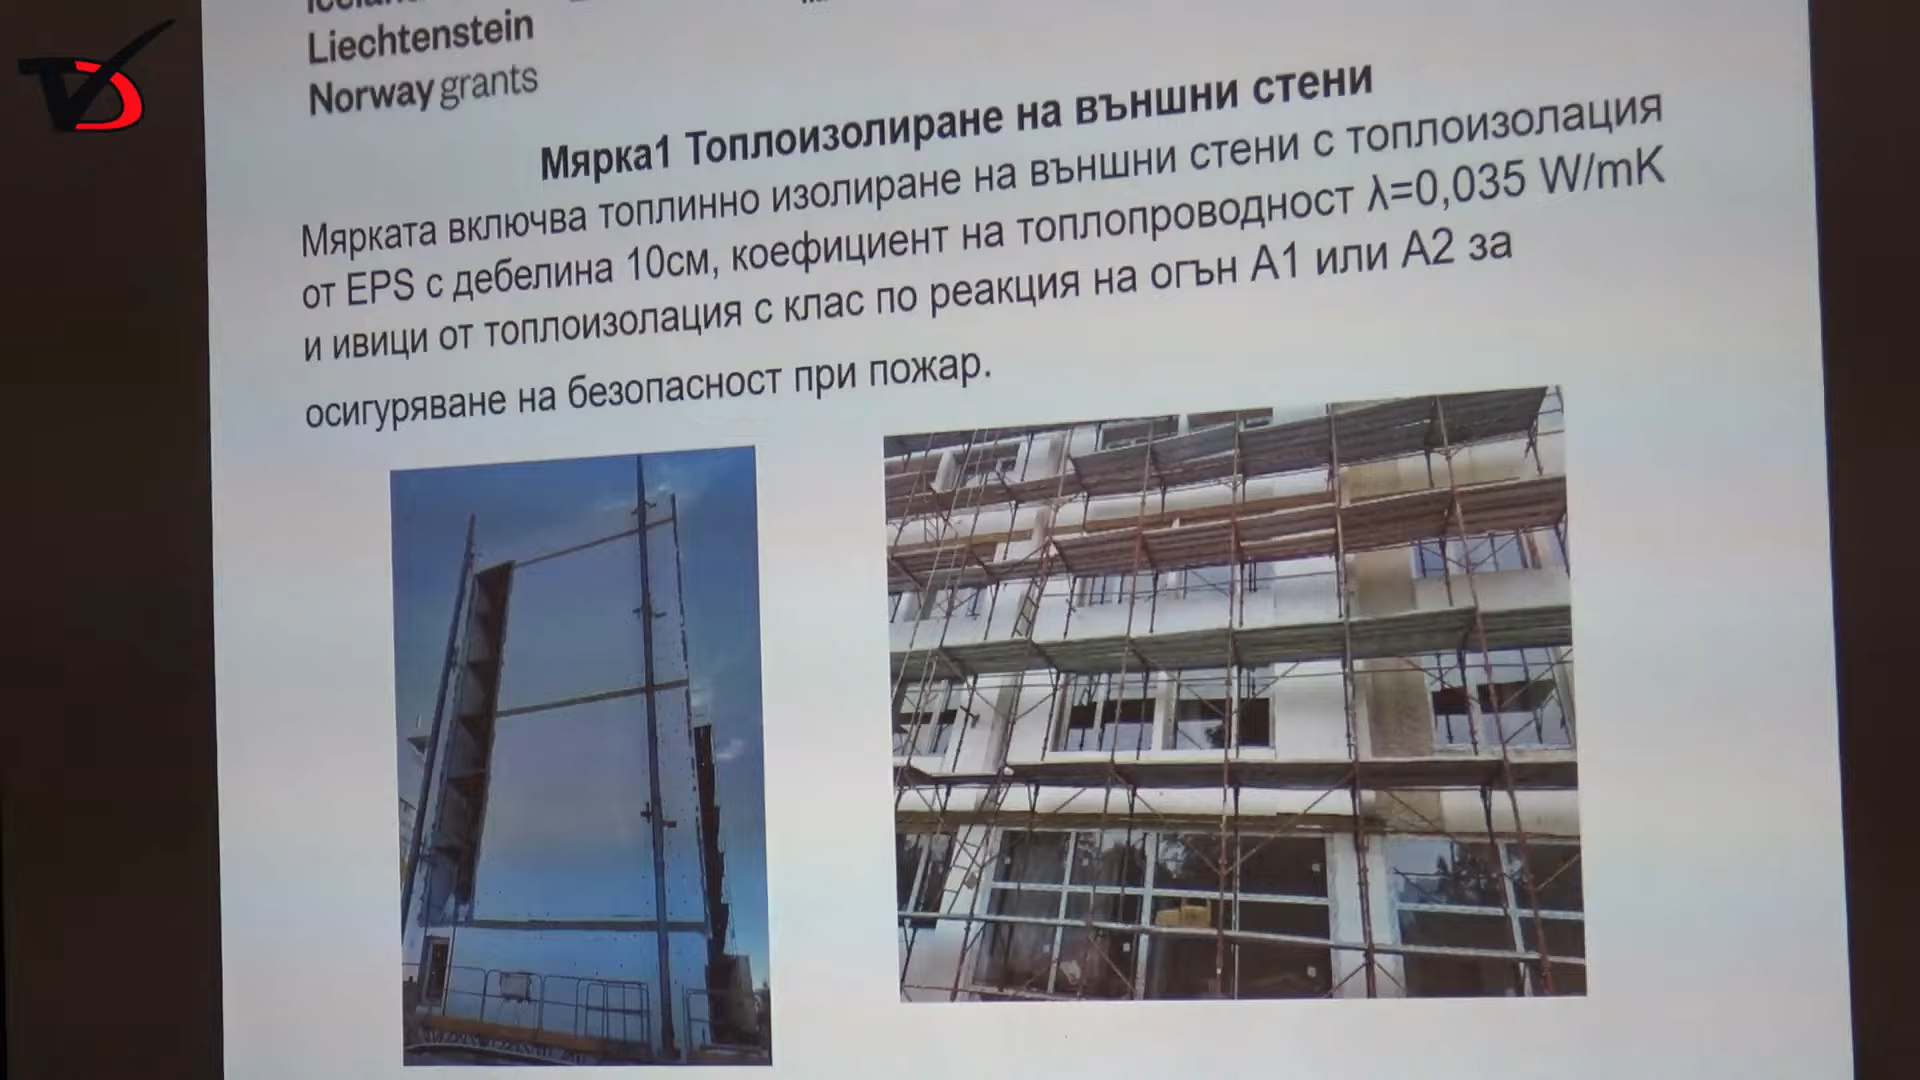 Liechtenstein
Norway grants
Мярка1 Топлоизолиране на външни стени
Мярката включва топлинно изолиране на външни стени с топлоизолация
от EPS с дебелина 10см, коефициент на топлопроводност λ=0,035 W/mK
и ивици от топлоизолация с клас по реакция на огън А1 или А2 за
осигуряване на безопасност при пожар.